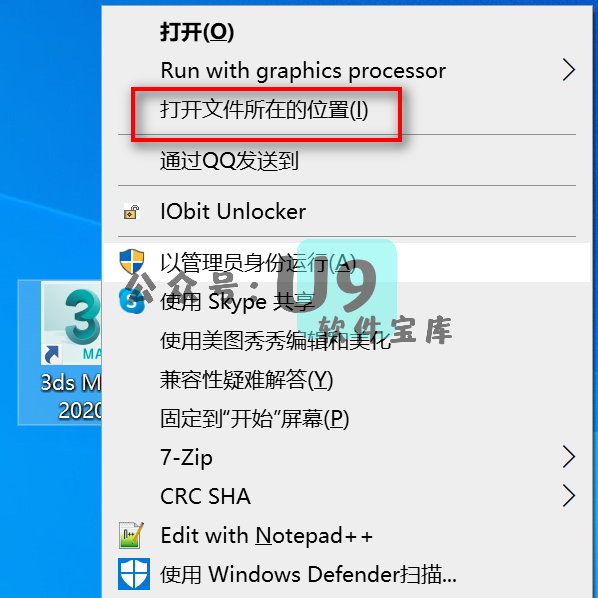 打开(O)
Run with graphics processor
打开文件所在的位置(I)
通过QQ发送到
IObit Unlocker
以管理员身份运行(A)
公众号:U9
软件宝库
使用 Skype 共享
使用美图秀秀编辑和美化
兼容性疑难解答(Y)
固定到“开始”屏幕(P)
7-Zip
CRC SHA
Edit with Notepad++
使用 Windows Defender扫描...
3
MA
3ds M
2020